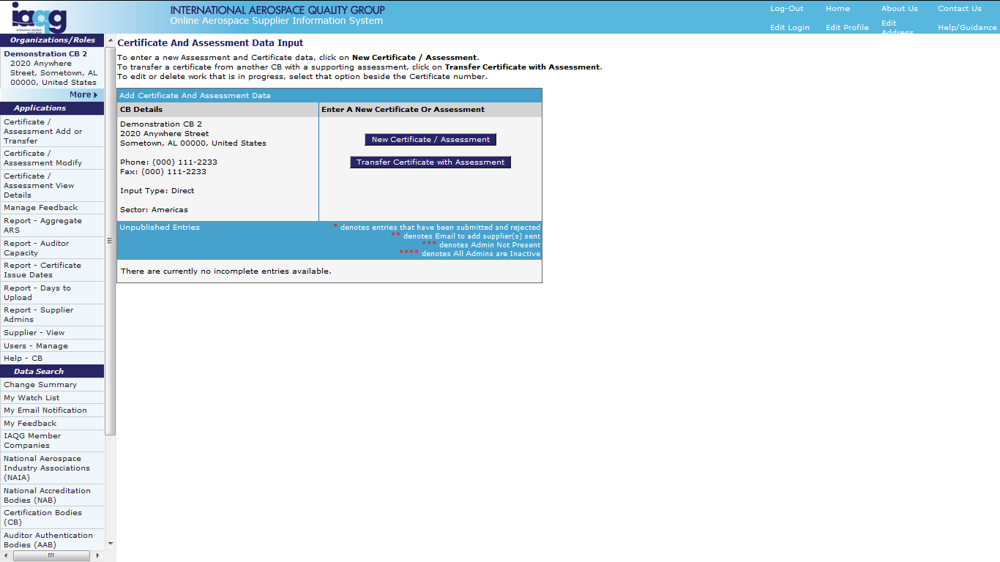 iaqg
INTERNATIONAL AEROSPACE QUALITY GROUP
Online Aerospace Supplier Information System
Log-Out
Home
About Us
Contact Us
Edit Login
Edit Profile
Edit
Address
Help/Guidance
Organizations/Roles
Demonstration CB 2
2020 Anywhere
Street, Sometown, AL
00000, United States
More
Applications
Certificate /
Assessment Add or
Transfer
Certificate /
Assessment Modify
Certificate /
Assessment View
Details
Manage Feedback
Report - Aggregate
ARS
Report - Auditor
Capacity
Report - Certificate
Issue Dates
Report - Days to
Upload
Report - Supplier
Admins
Supplier - View
Users - Manage
Help - CB
Data Search
Change Summary
My Watch List
My Email Notification
My Feedback
IAQG Member
Companies
National Aerospace
Industry Associations
(NAIA)
National Accreditation
Bodies (NAB)
Certification Bodies
(CB)
Auditor Authentication
Bodies (AAB)
Certificate And Assessment Data Input
To enter a new Assessment and Certificate data, click on New Certificate / Assessment.
To transfer a certificate from another CB with a supporting assessment, click on Transfer Certificate with Assessment.
To edit or delete work that is in progress, select that option beside the Certificate number.
Add Certificate And Assessment Data
CB Details
Demonstration CB 2
2020 Anywhere Street
Sometown, AL 00000, United States
Phone: (000) 111-2233
Fax: (000) 111-2233
Input Type: Direct
Sector: Americas
Enter A New Certificate Or Assessment
New Certificate / Assessment
Transfer Certificate with Assessment
Unpublished Entries
* denotes entries that have been submitted and rejected
** denotes Email to add supplier(s) sent
*** denotes Admin Not Present
**** denotes All Admins are Inactive
There are currently no incomplete entries available.